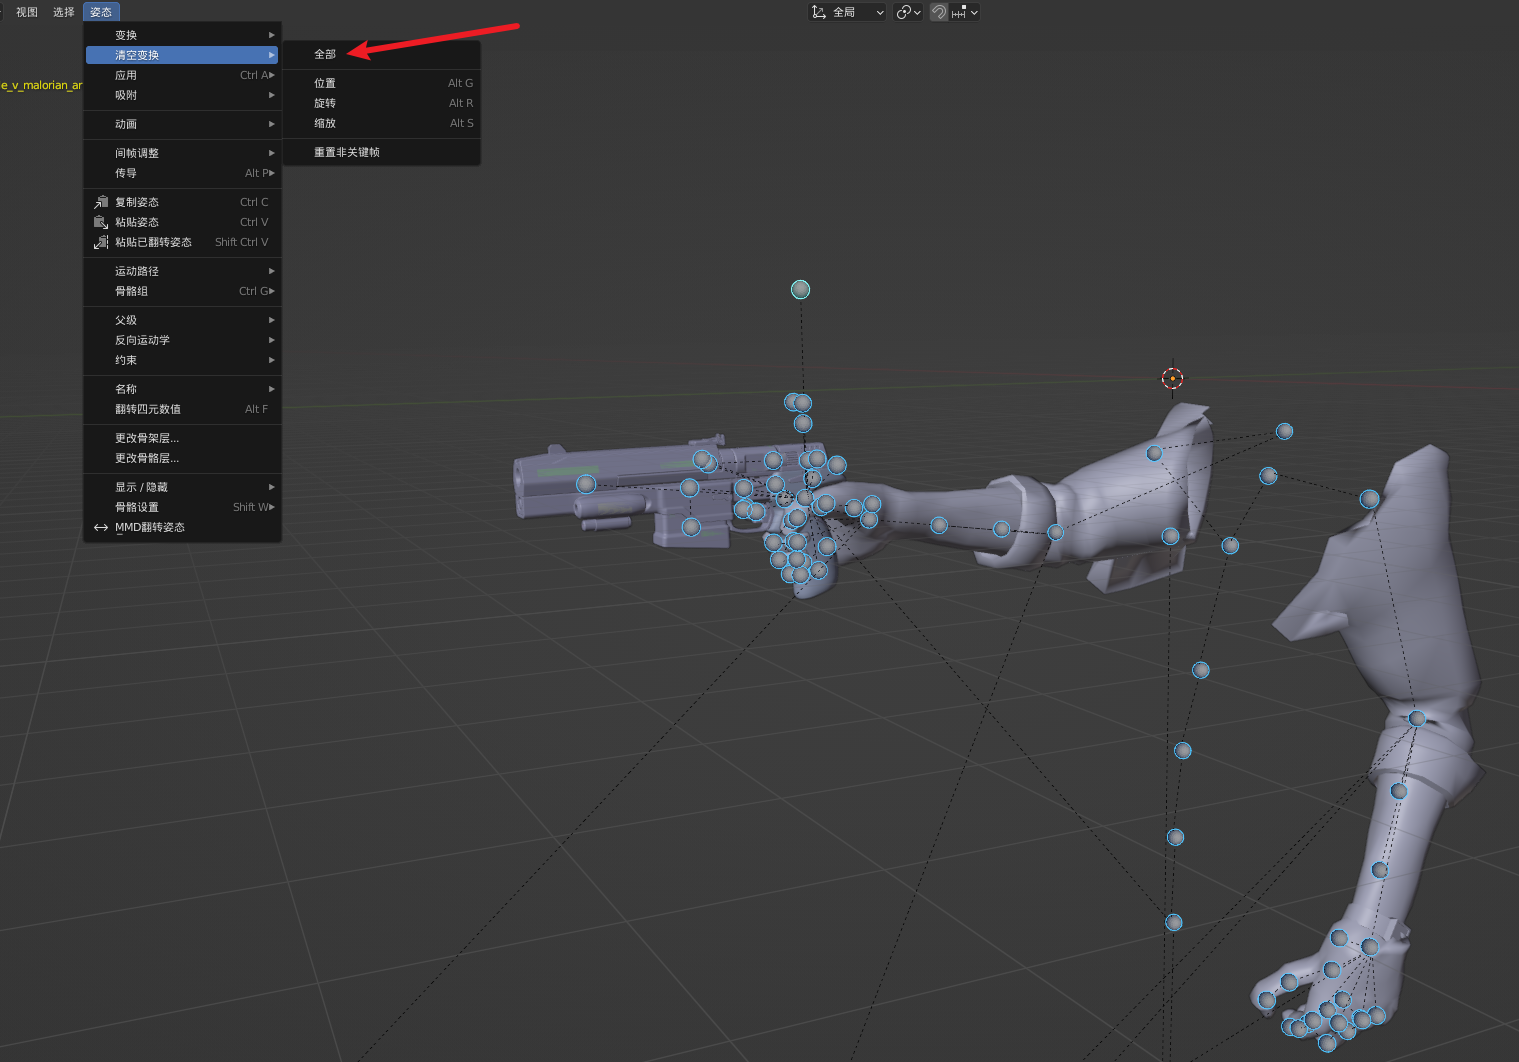 视图 选择 姿态 全局
变换
清空变换
应用 Ctrl A
吸附
动画
间帧调整
传导 Alt P
复制姿态 Ctrl C
粘贴姿态 Ctrl V
粘贴已翻转姿态 Shift Ctrl V
运动路径
骨骼组 Ctrl G
父级
反向运动学
约束
名称
翻转四元数值 Alt F
更改骨架层...
更改骨骼层...
显示 / 隐藏
骨骼设置 Shift W
MMD翻转姿态
全部
位置 Alt G
旋转 Alt R
缩放 Alt S
重置非关键帧
e_v_malorian_ar